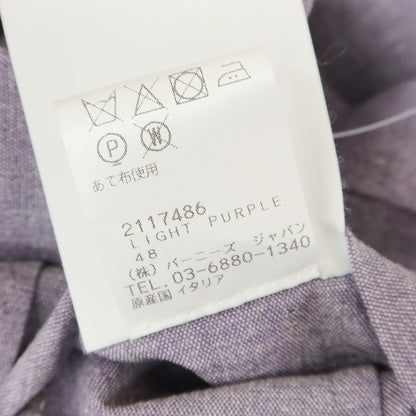 P W
あて布使用
2117486
LIGHT PURPLE
48
(株) バーニーズ ジャパン
TEL. 03-6880-1340
原産国 イタリア